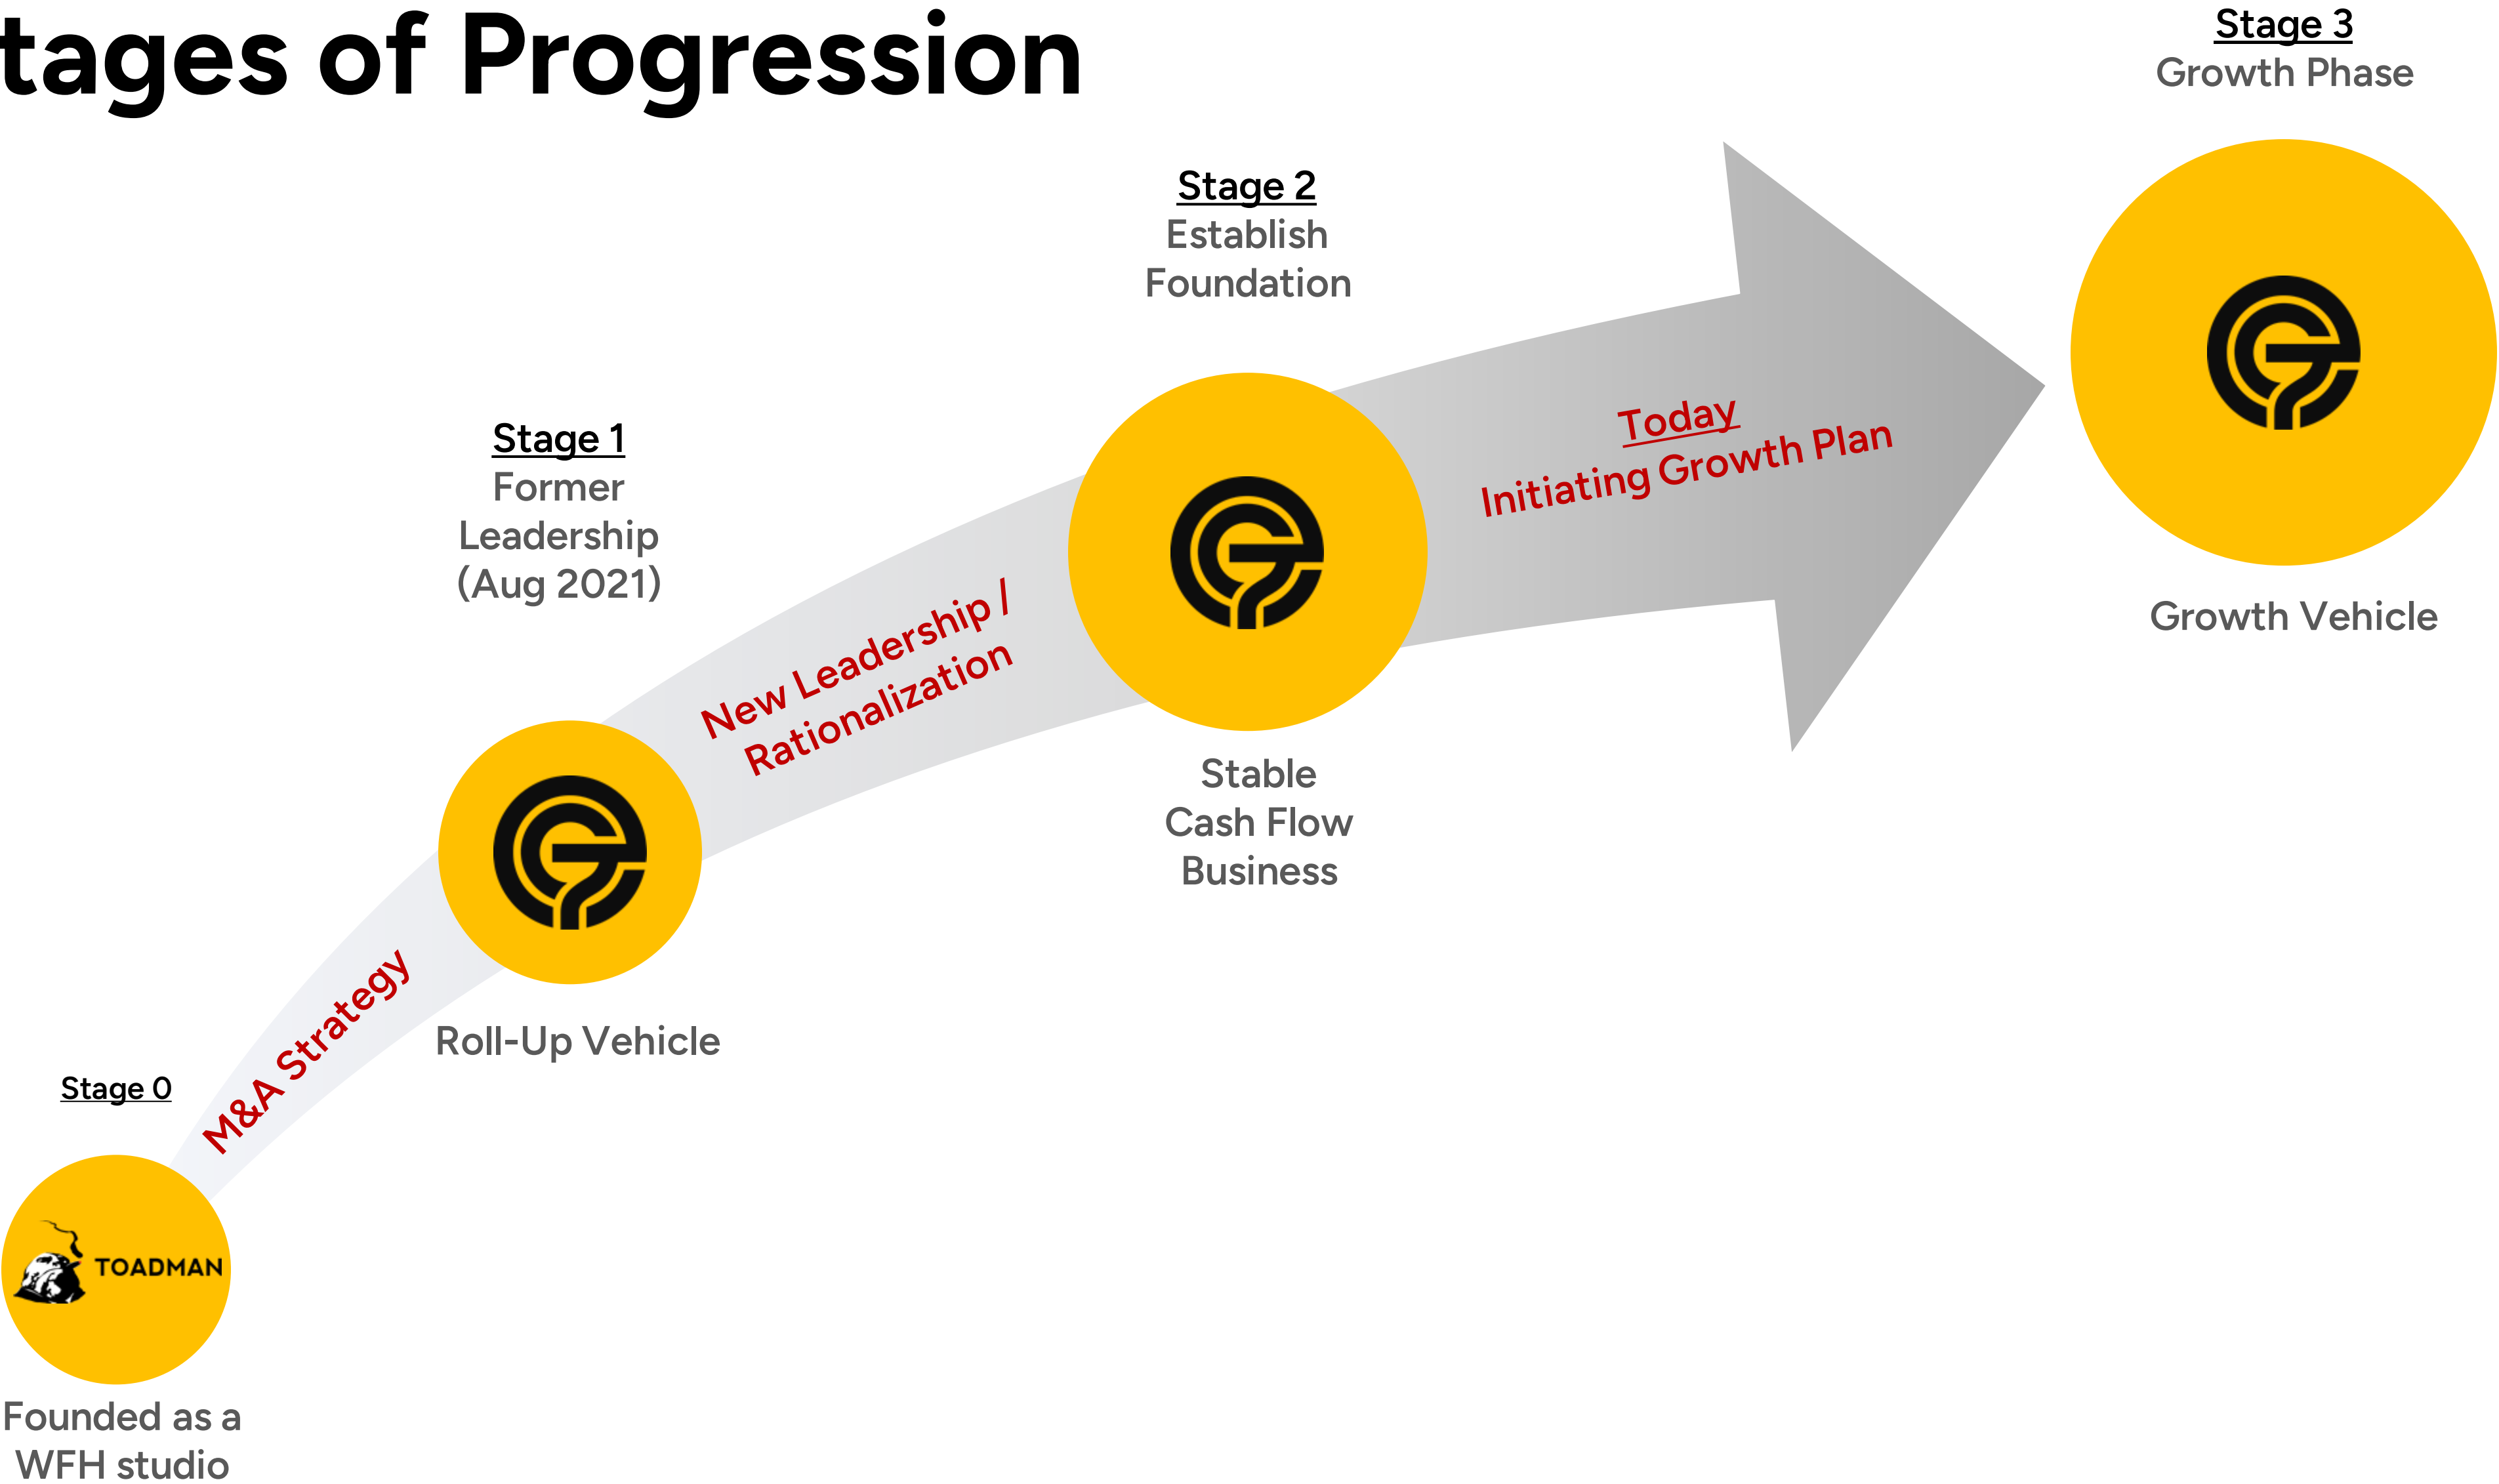 tages of Progression
Stage 3
Growth Phase
Stage 2
Establish
Foundation
Today
Initiating Growth Plan
Stage 1
Former
Leadership
(Aug 2021)
Growth Vehicle
New Leadership /
Rationalization
Stable
Cash Flow
Business
M&A Strategy
Roll-Up Vehicle
Stage 0
TOADMAN
Founded as a
WFH studio